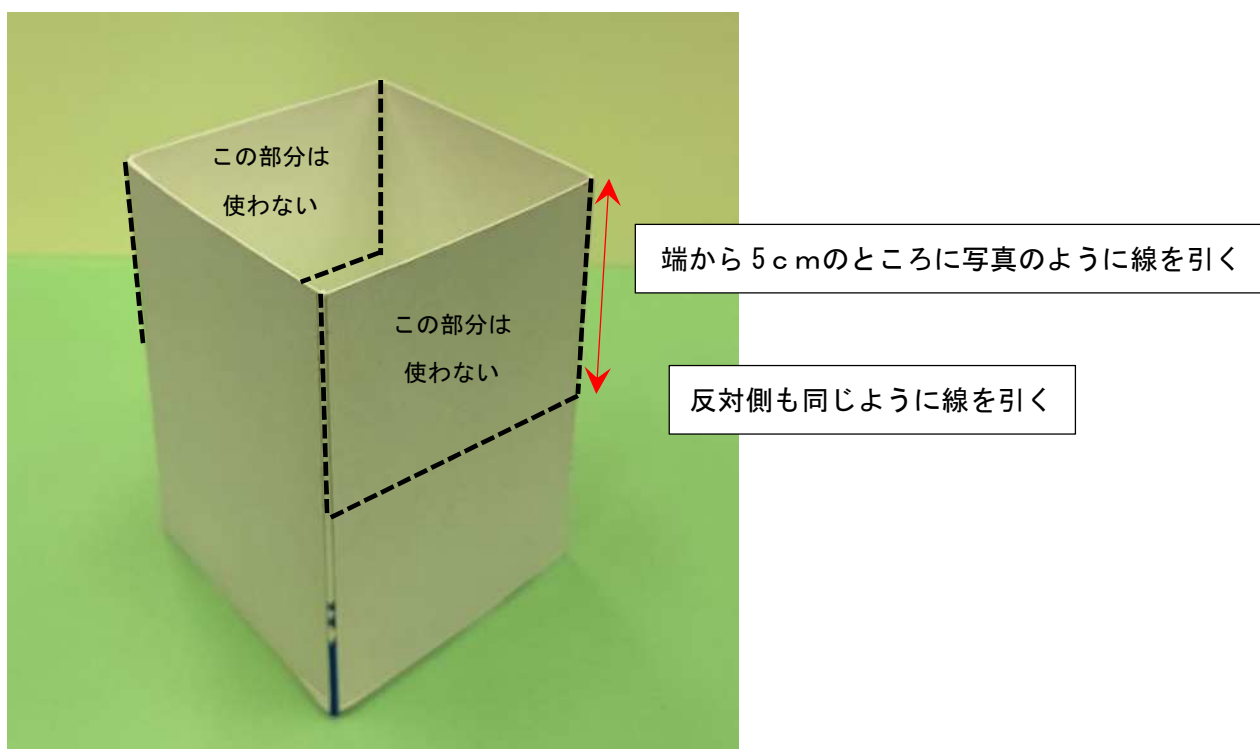 この部分は
使わない
この部分は
使わない
端から5cmのところに写真のように線を引く
反対側も同じように線を引く